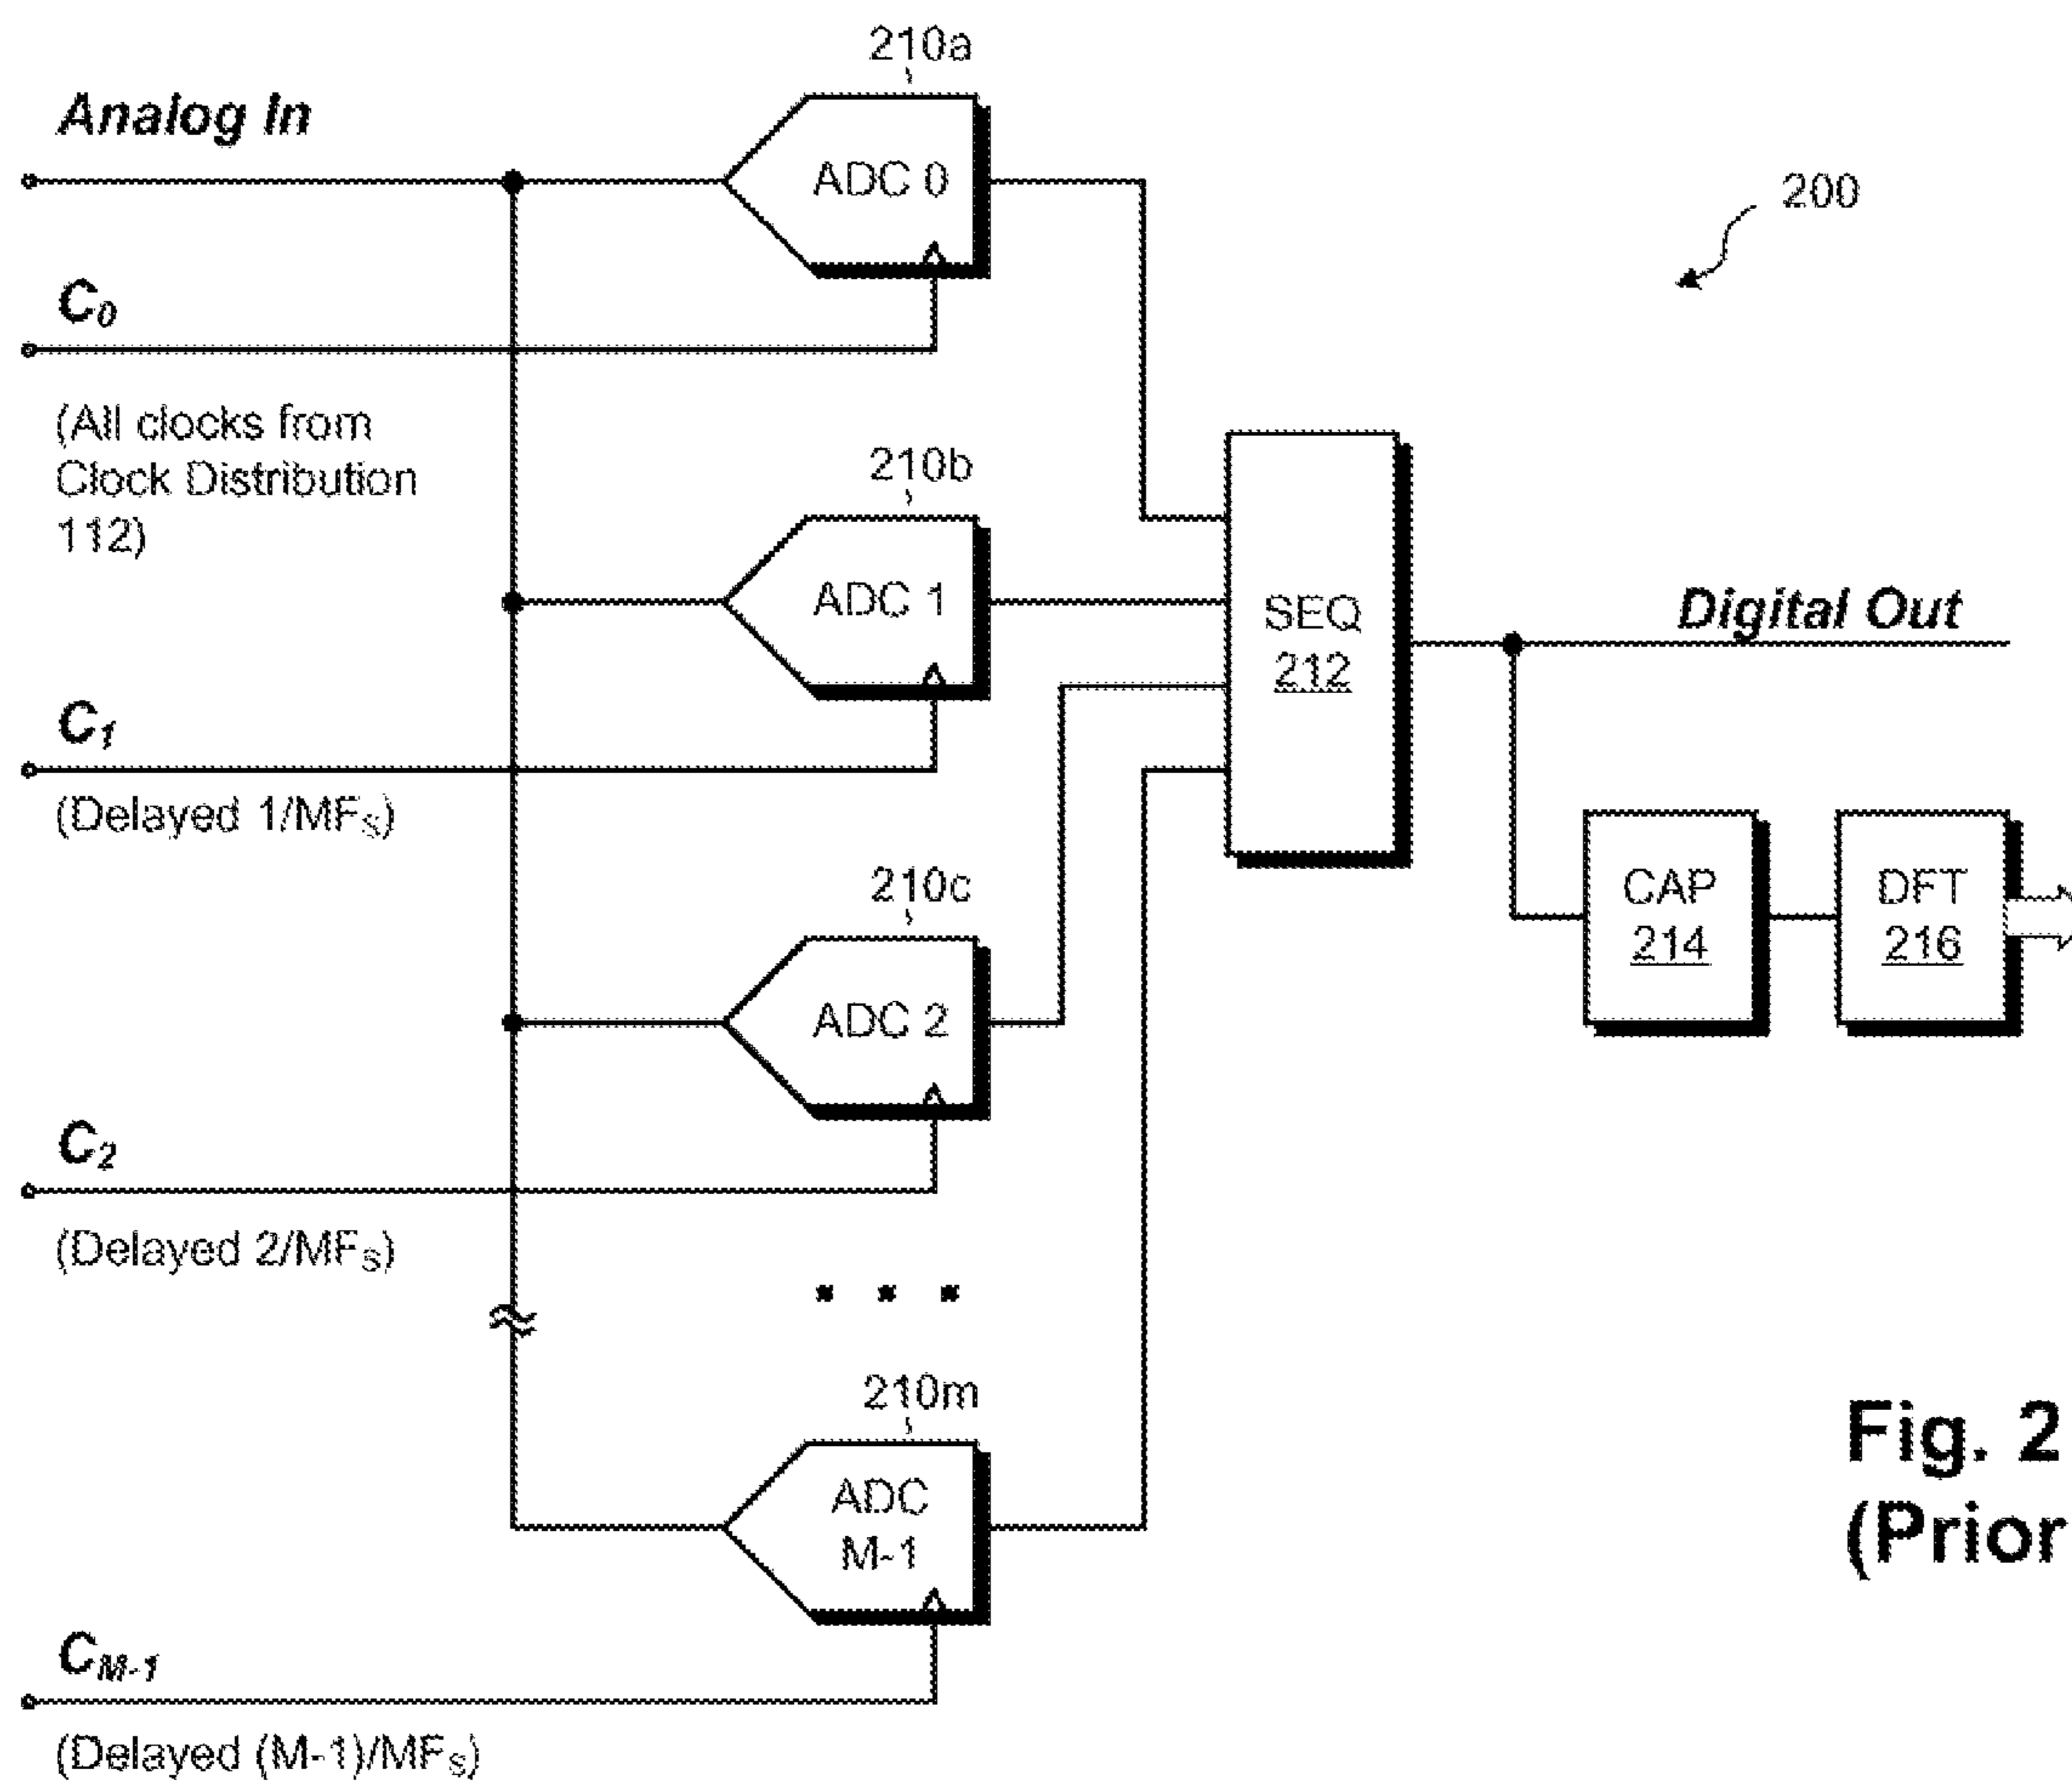 210a
Analog In
ADC 0
200
C0
(All clocks from
Clock Distribution
112)
210b
ADC 1
SEQ
212
Digital Out
C1
(Delayed 1/MFS)
210c
CAP
214
DFT
216
ADC 2
C2
(Delayed 2/MFS)
. . .
210m
ADC
M-1
Fig. 2
(Prior
CM-1
(Delayed (M-1)/MFS)